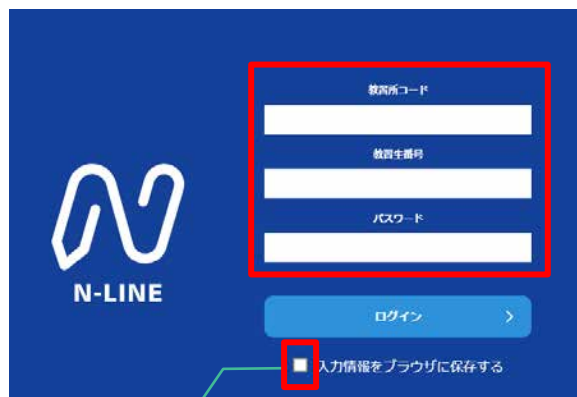 教習所コード
教習生番号
パスワード
N-LINE
ログイン
入力情報をブラウザに保存する